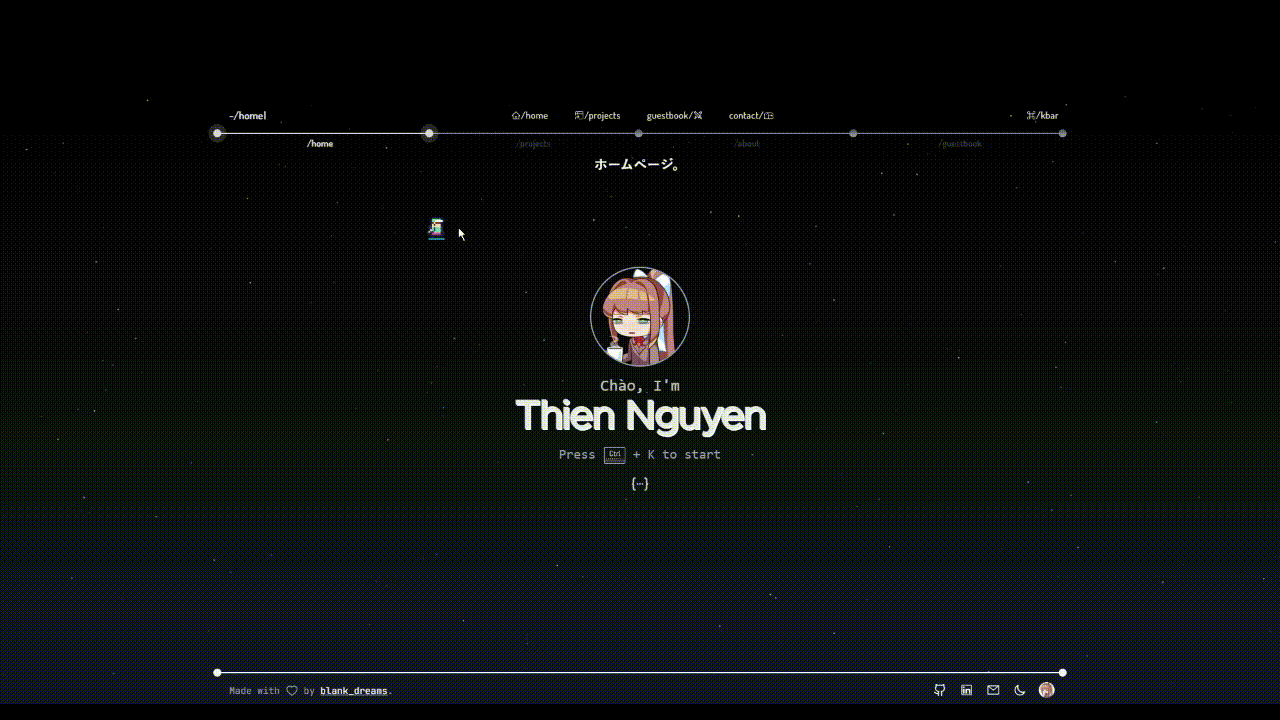 ~/home!
/home
/projects
guestbook/
contact/
/kbar
/home
/projects
/about
/guestbook
ホームページ。
Chào, I'm
Thien Nguyen
Press Ctrl + K to start
{...}
Made with ♡ by blank_dreams.